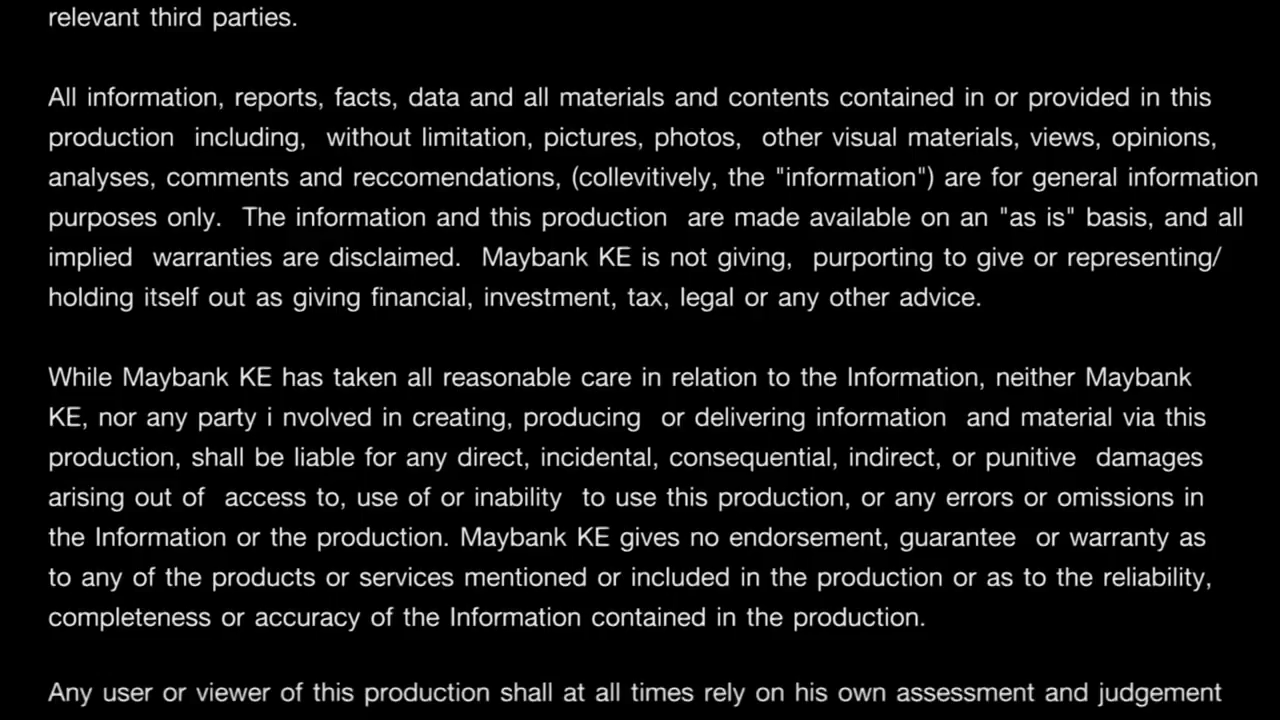 relevant third parties.
All information, reports, facts, data and all materials and contents contained in or provided in this
production including, without limitation, pictures, photos, other visual materials, views, opinions,
analyses, comments and reccomendations, (collevitively, the "information") are for general information
purposes only. The information and this production are made available on an "as is" basis, and all
implied warranties are disclaimed. Maybank KE is not giving, purporting to give or representing/
holding itself out as giving financial, investment, tax, legal or any other advice.
While Maybank KE has taken all reasonable care in relation to the Information, neither Maybank
KE, nor any party i nvolved in creating, producing or delivering information and material via this
production, shall be liable for any direct, incidental, consequential, indirect, or punitive damages
arising out of access to, use of or inability to use this production, or any errors or omissions in
the Information or the production. Maybank KE gives no endorsement, guarantee or warranty as
to any of the products or services mentioned or included in the production or as to the reliability,
completeness or accuracy of the Information contained in the production.
Any user or viewer of this production shall at all times rely on his own assessment and judgement